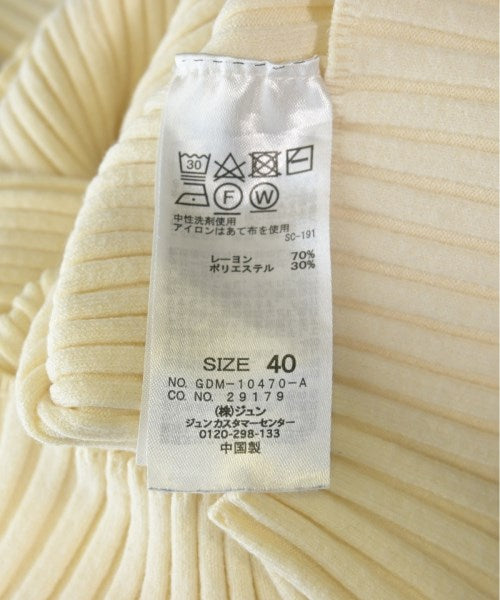 30
F W
中性洗剤使用
アイロンはあて布を使用
SC-191
レーヨン 70%
ポリエステル 30%
SIZE 40
NO. GDM-10470-A
CO. NO. 29179
(株)ジュン
ジュンカスタマーセンター
0120-298-133
中国製